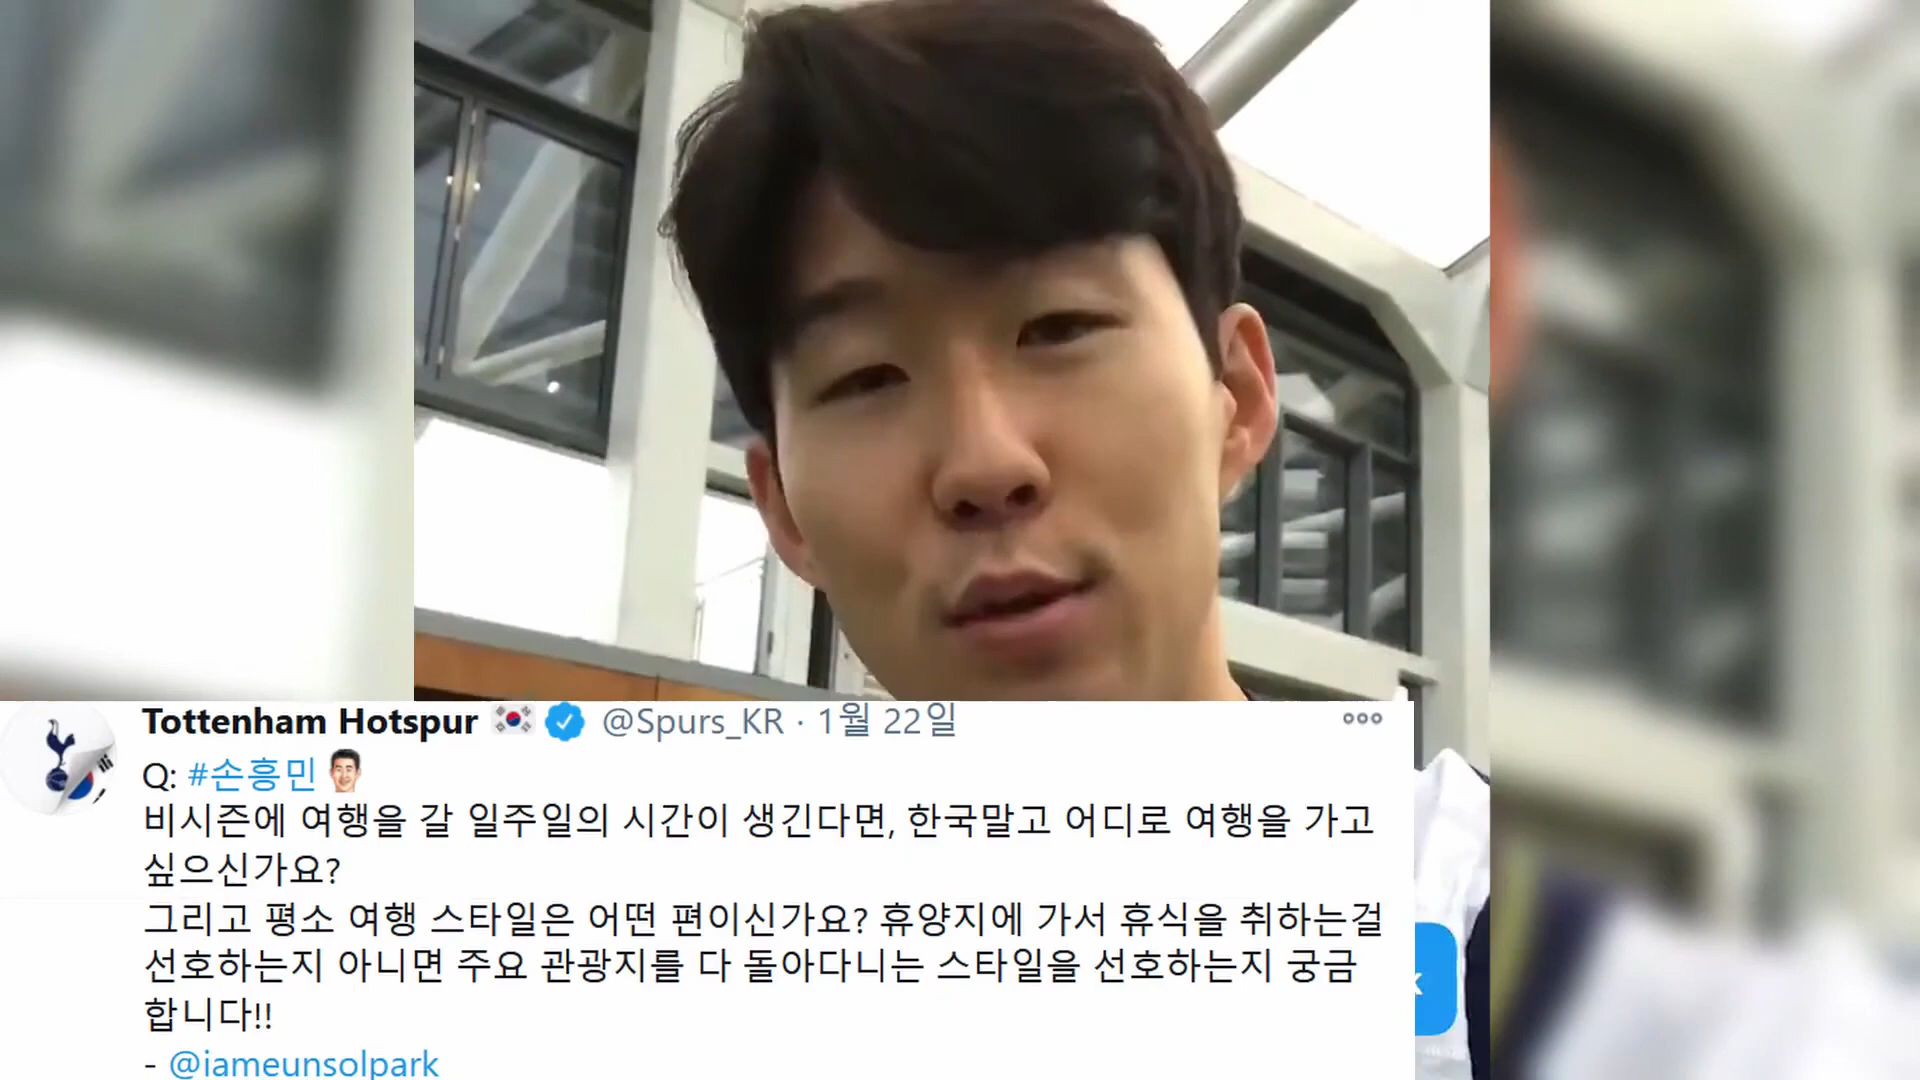 Tottenham Hotspur @Spurs_KR · 1월 22일
Q: #손흥민
비시즌에 여행을 갈 일주일의 시간이 생긴다면, 한국말고 어디로 여행을 가고
싶으신가요?
그리고 평소 여행 스타일은 어떤 편이신가요? 휴양지에 가서 휴식을 취하는걸
선호하는지 아니면 주요 관광지를 다 돌아다니는 스타일을 선호하는지 궁금
합니다!!
- @iameunsolpark